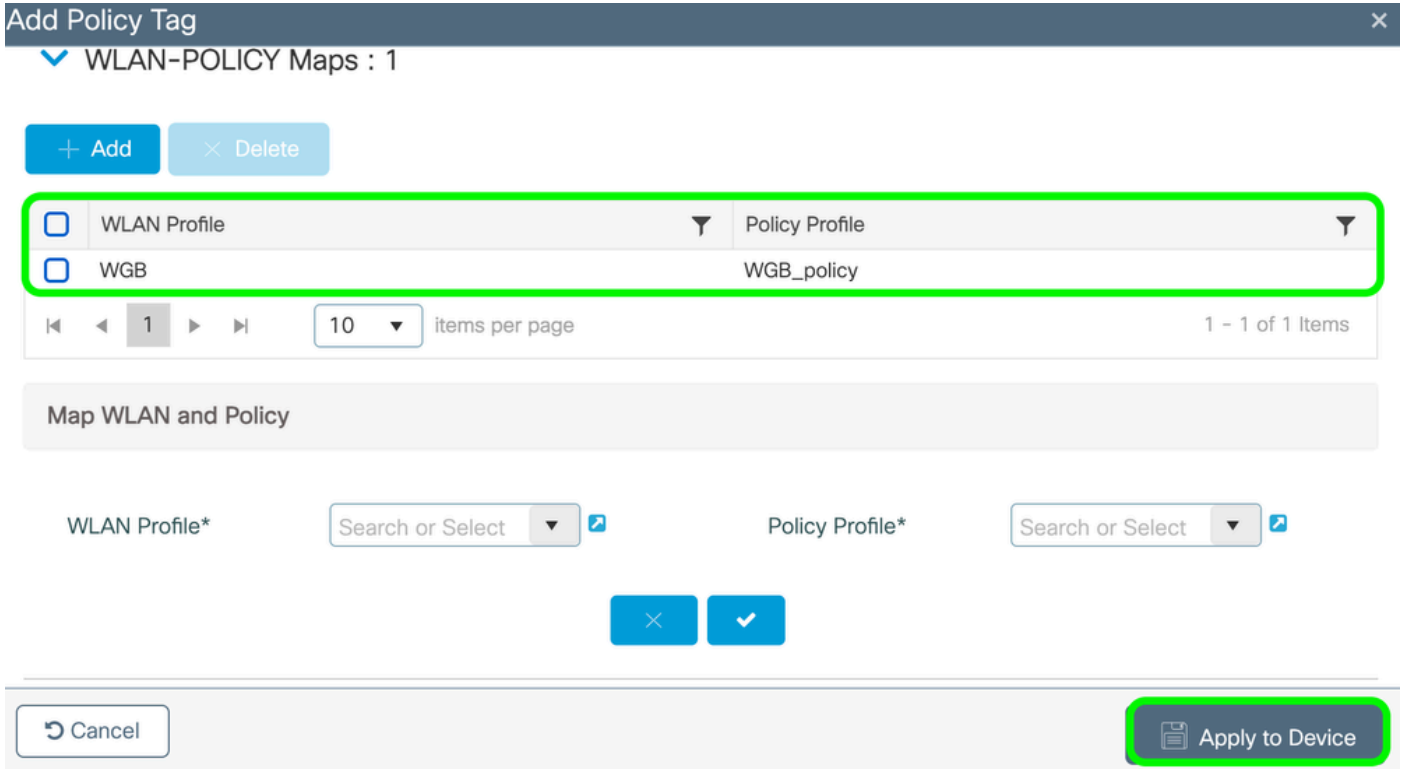 Add Policy Tag
WLAN-POLICY Maps : 1
Add Delete
WLAN Profile Policy Profile
WGB WGB_policy
1 10 items per page 1 - 1 of 1 Items
Map WLAN and Policy
WLAN Profile* Search or Select Policy Profile* Search or Select
Cancel Apply to Device